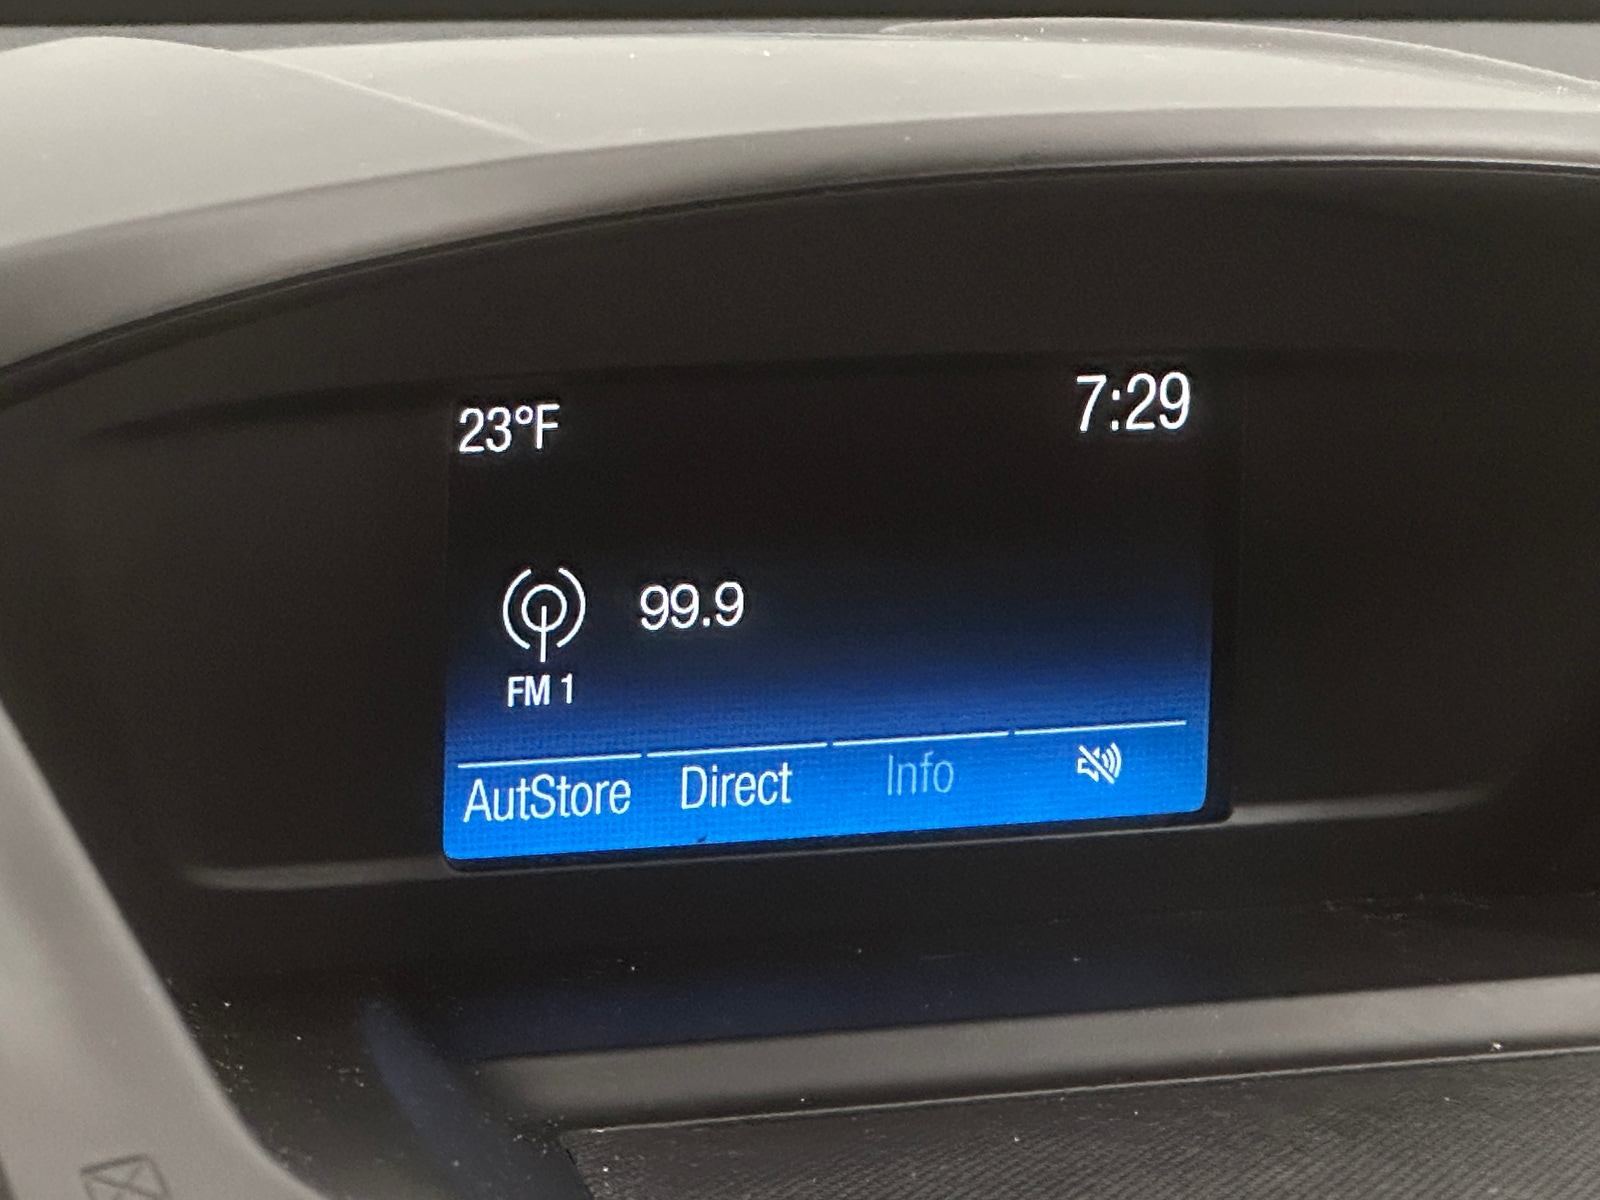 23°F 7:29
99.9
FM 1
AutStore Direct Info